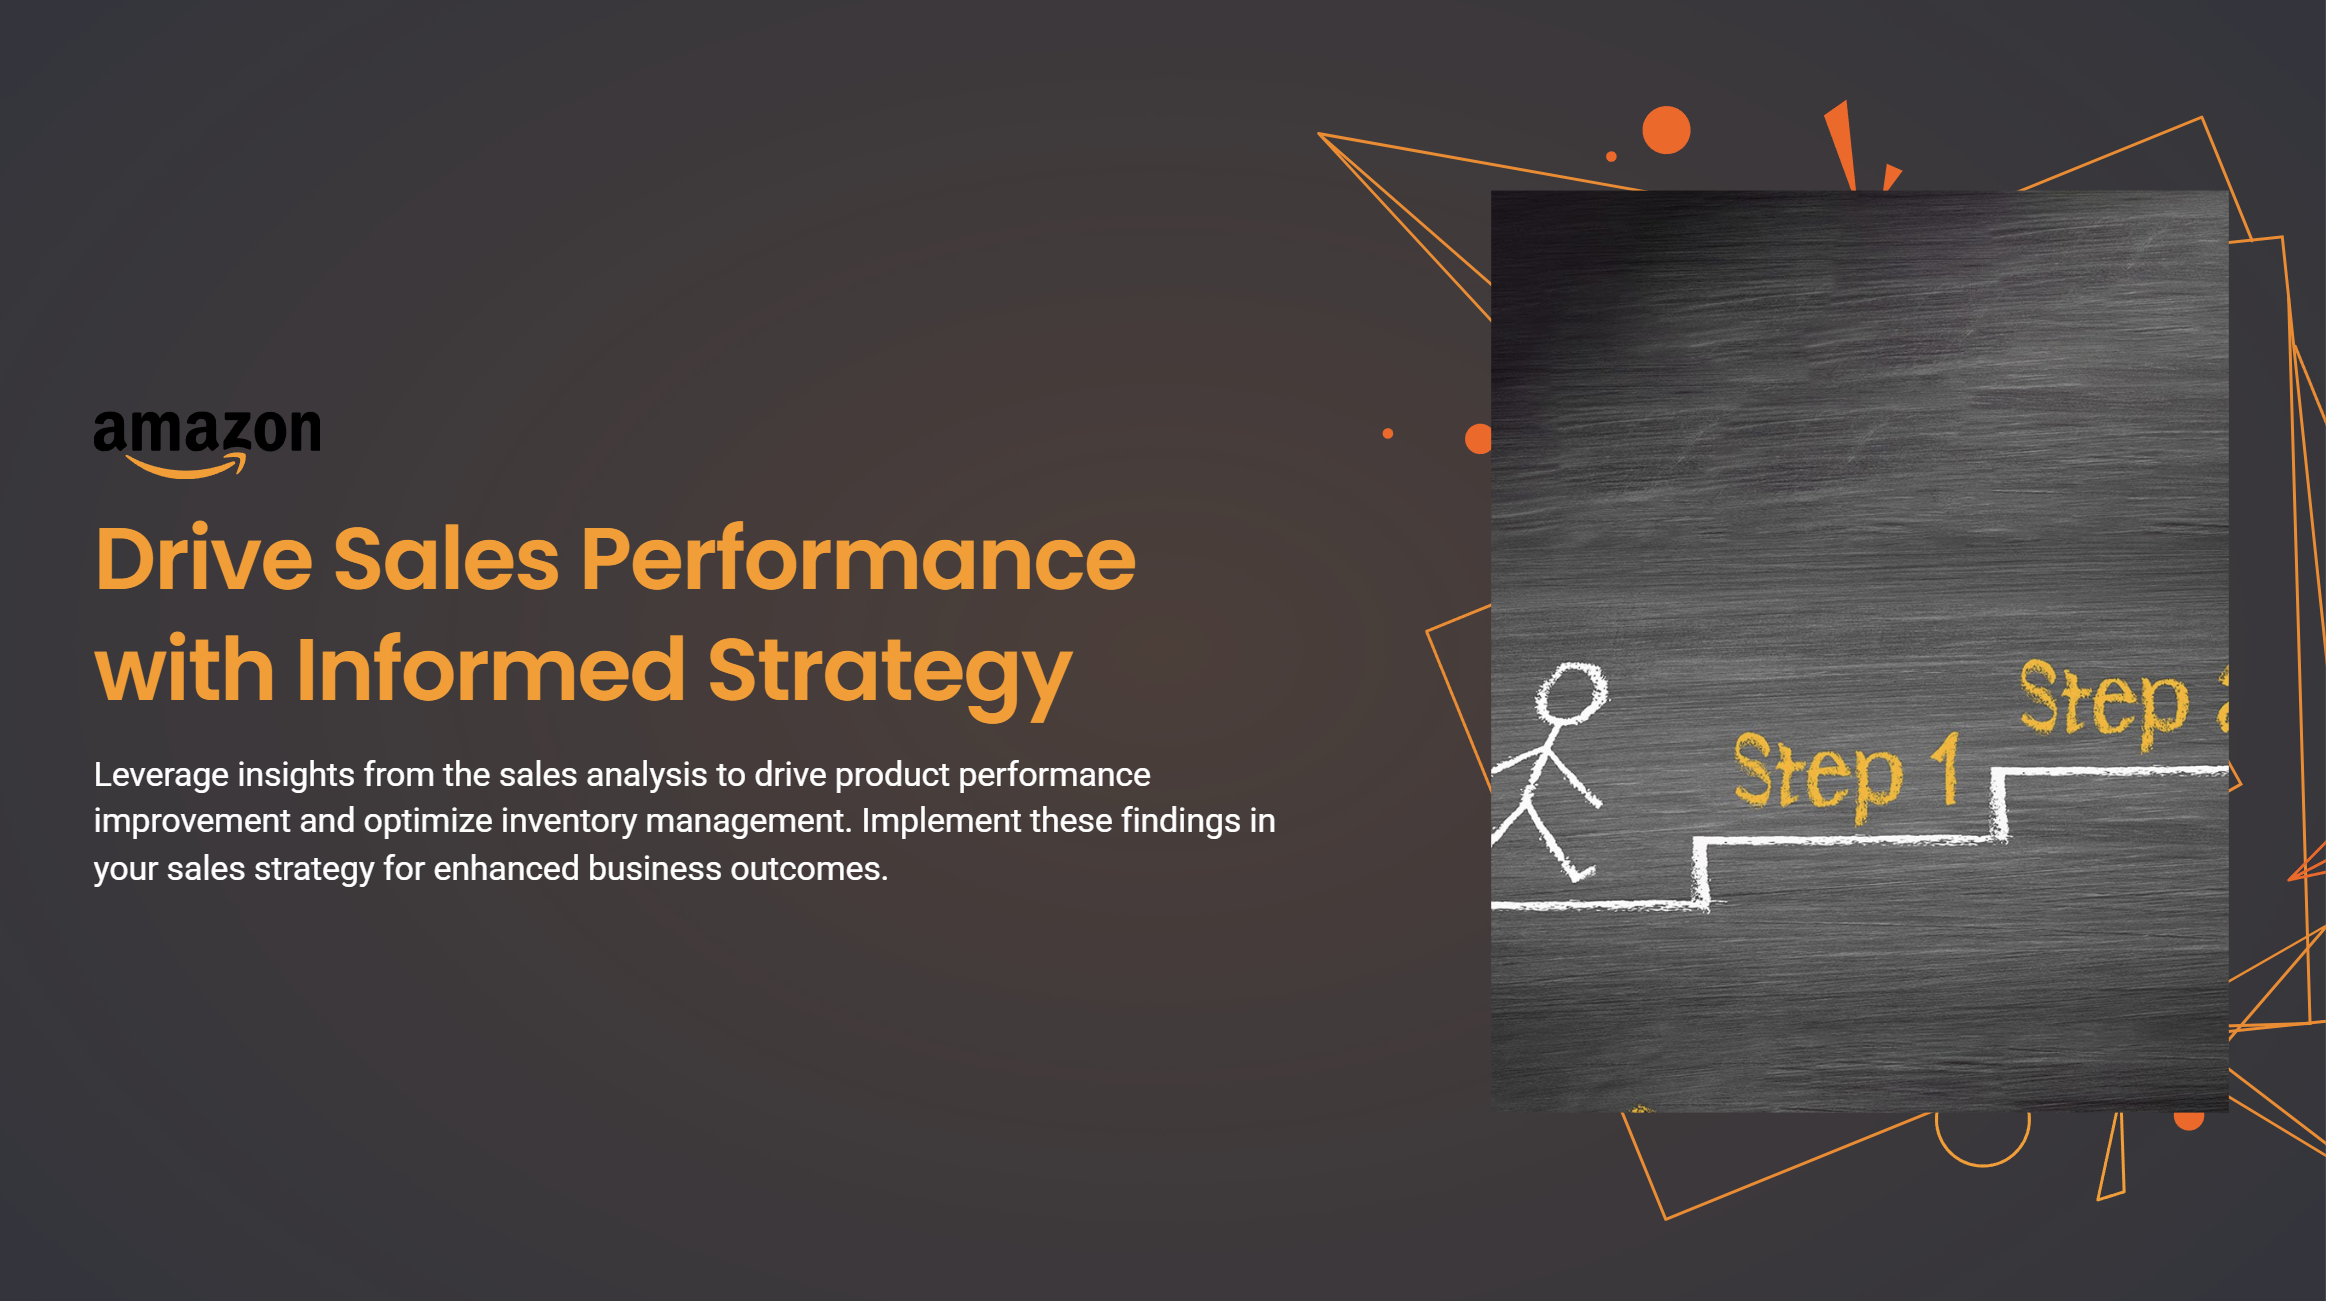 amazon
Drive Sales Performance
with Informed Strategy
Leverage insights from the sales analysis to drive product performance
improvement and optimize inventory management. Implement these findings in
your sales strategy for enhanced business outcomes.
Step 1
Step